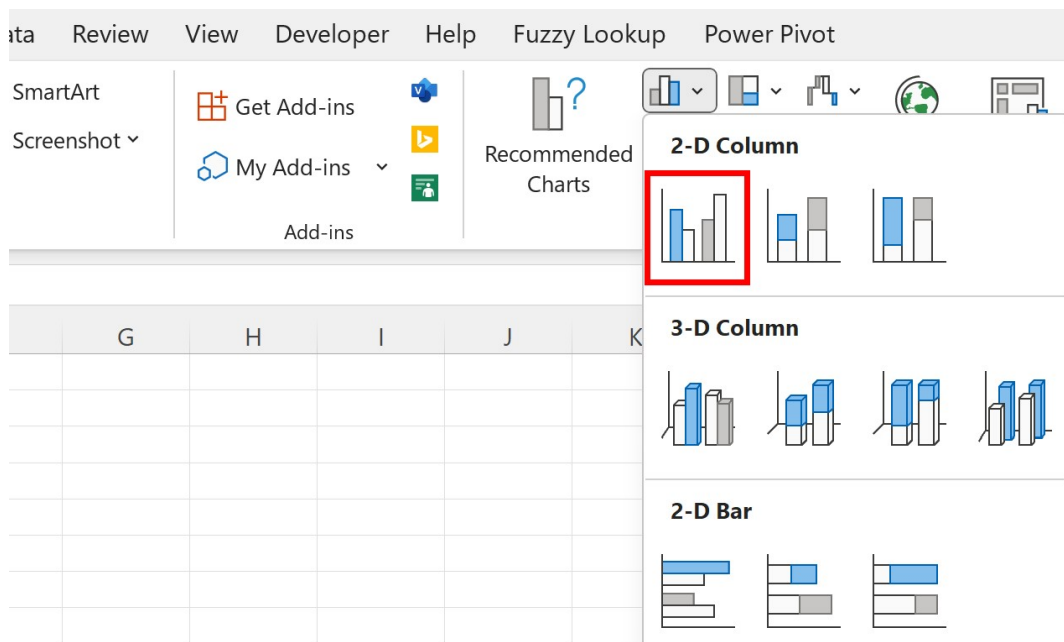 ata Review View Developer Help Fuzzy Lookup Power Pivot
SmartArt
Screenshot
Get Add-ins
My Add-ins
Add-ins
?
Recommended
Charts
2-D Column
3-D Column
2-D Bar
G H I J K